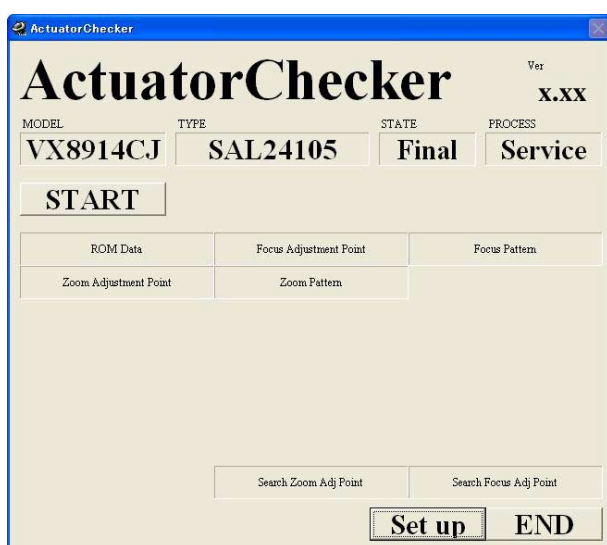 ActuatorChecker
ActuatorChecker
Ver
x.xx
MODEL TYPE STATE PROCESS
VX8914CJ SAL24105 Final Service
START
ROM Data Focus Adjustment Point Focus Pattern
Zoom Adjustment Point Zoom Pattern
Search Zoom Adj Point Search Focus Adj Point
Set up END